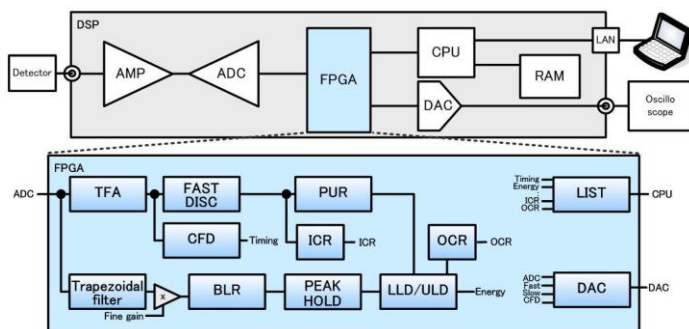 DSP
LAN
Detector
AMP
ADC
FPGA
CPU
RAM
DAC
Oscillo
scope
FPGA
ADC
TFA
FAST
DISC
PUR
CFD
Timing
ICR
ICR
OCR
OCR
Trapezoidal
filter
x
Fine gain
BLR
PEAK
HOLD
LLD/ULD
Energy
Timing
Energy
:
ICR
OCR
LIST
CPU
ADC
Fast
Slow
CFD
DAC
DAC